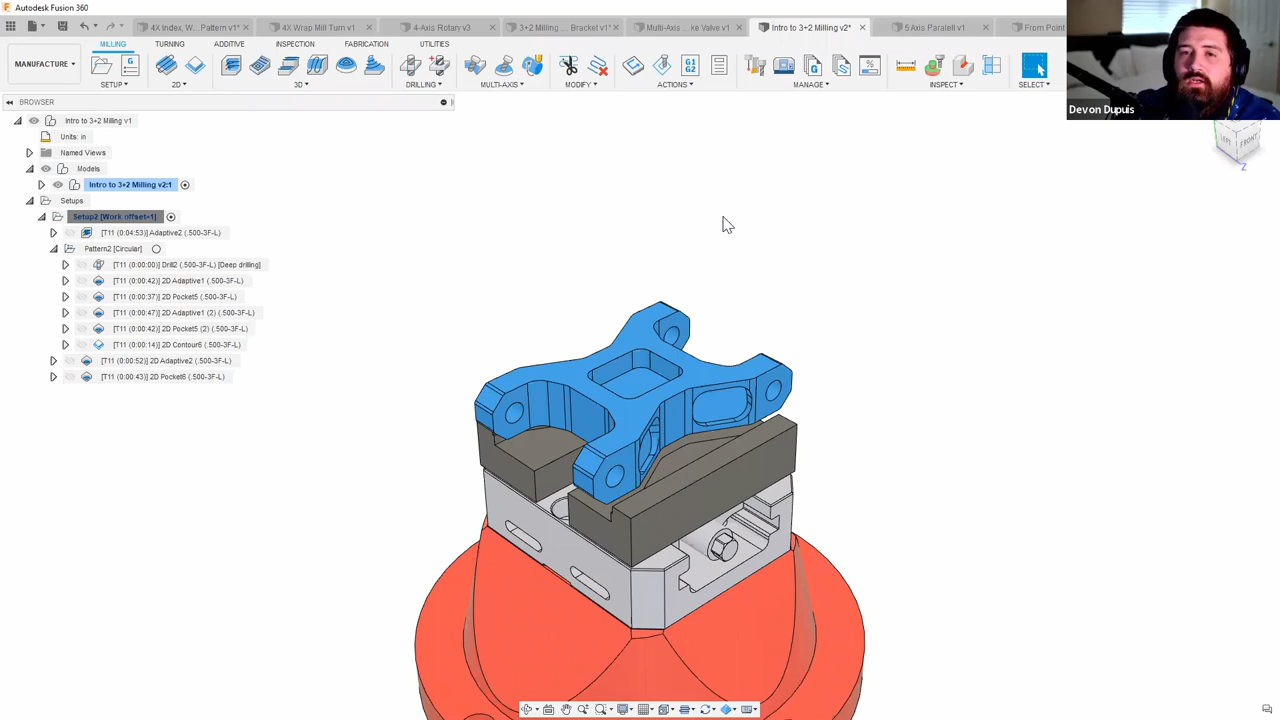 Autodesk Fusion 360
4X Index, W... Pattern v1*
4X Wrap Mill Turn v1
4-Axis Rotary v3
3+2 Milling ... Bracket v1*
Multi-Axis ... ke Valve v1
Intro to 3+2 Milling v2*
5 Axis Paralell v1
From Point
MILLING
TURNING
ADDITIVE
INSPECTION
FABRICATION
UTILITIES
MANUFACTURE
SETUP
2D
3D
DRILLING
MULTI-AXIS
MODIFY
ACTIONS
MANAGE
INSPECT
SELECT
G1
G2
Devon Dupuis
BROWSER
Intro to 3+2 Milling v1
Units: in
Named Views
Models
Intro to 3+2 Milling v2:1
Setups
Setup2 [Work offset=1]
[T11 (0:04:53)] Adaptive2 (.500-3F-L)
Pattern2 [Circular]
[T11 (0:00:00)] Drill2 (.500-3F-L) [Deep drilling]
[T11 (0:00:42)] 2D Adaptive1 (.500-3F-L)
[T11 (0:00:37)] 2D Pocket5 (.500-3F-L)
[T11 (0:00:47)] 2D Adaptive1 (2) (.500-3F-L)
[T11 (0:00:42)] 2D Pocket5 (2) (.500-3F-L)
[T11 (0:00:14)] 2D Contour6 (.500-3F-L)
[T11 (0:00:52)] 2D Adaptive2 (.500-3F-L)
[T11 (0:00:43)] 2D Pocket6 (.500-3F-L)
LEFT
FRONT
Z